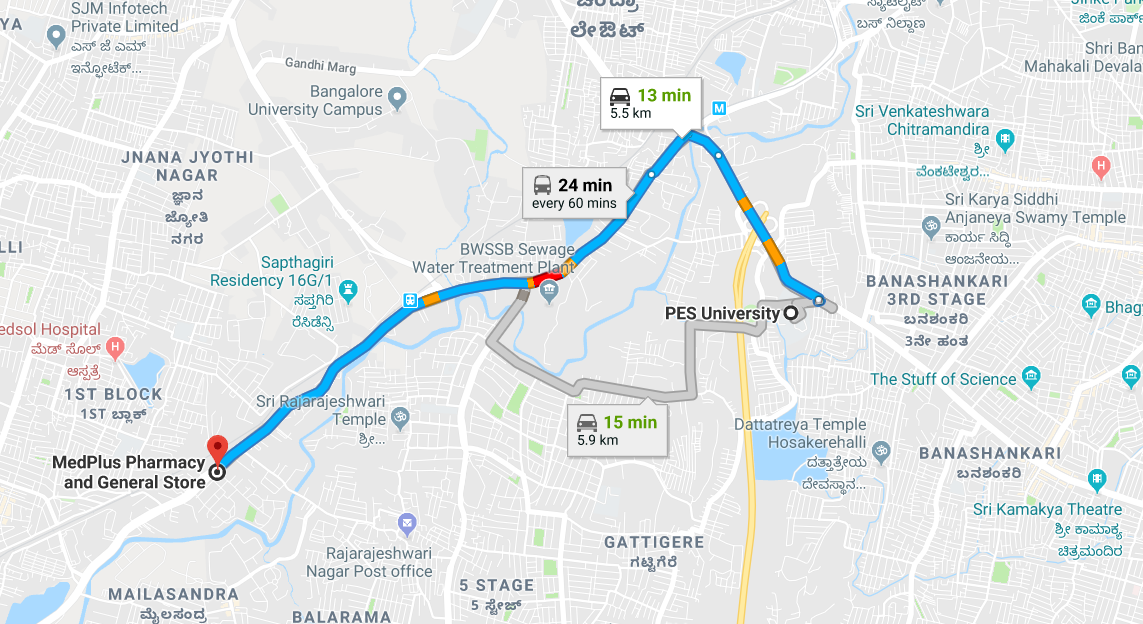 SJM Infotech
Private Limited
ಎಸ್ ಜೆ ಎಮ್
ಇನ್ಫೋಟೆಕ್...
YA
ಲೇಔಟ್
ಬಸ್ ನಿಲ್ದಾಣ
Shri Ban
Mahakali Devala
Gandhi Marg
Bangalore
University Campus
13 min
5.5 km
M
Sri Venkateshwara
Chitramandira
ಶ್ರೀ
ವೆಂಕಟೇಶ್ವರ...
H
JNANA JYOTHI
NAGAR
ಜ್ಞಾನ
ಜ್ಯೋತಿ
ನಗರ
24 min
every 60 mins
Sri Karya Siddhi
Anjaneya Swamy Temple
ಕಾರ್ಯ ಸಿದ್ಧಿ
ಆಂಜನೇಯ...
LLI
BWSSB Sewage
Water Treatment Plant
Sapthagiri
Residency 16G/1
ಸಪ್ತಗಿರಿ
ರೆಸಿಡೆನ್ಸಿ
BANASHANKARI
3RD STAGE
ಬನಶಂಕರಿ
3ನೇ ಹಂತ
Bhag
PES University
edsol Hospital
ಮೆಡ್ ಸೋಲ್
ಆಸ್ಪತ್ರೆ
H
1ST BLOCK
1ST ಬ್ಲಾಕ್
The Stuff of Science
Sri Rajarajeshwari
Temple
ಶ್ರೀ...
15 min
5.9 km
Dattatreya Temple
Hosakerehalli
ದತ್ತಾತ್ರೇಯ
ದೇವಸ್ಥಾನ...
BANASHANKARI
ಬನಶಂಕರಿ
MedPlus Pharmacy
and General Store
Sri Kamakya Theatre
ಶ್ರೀ ಕಾಮಾಕ್ಯ
ಚಿತ್ರಮಂದಿರ
Rajarajeshwari
Nagar Post office
GATTIGERE
ಗಟ್ಟಿಗೆರೆ
5 STAGE
5 ಸ್ಟೇಜ್
MAILASANDRA
ಮೈಲಸಂದ್ರ
BALARAMA